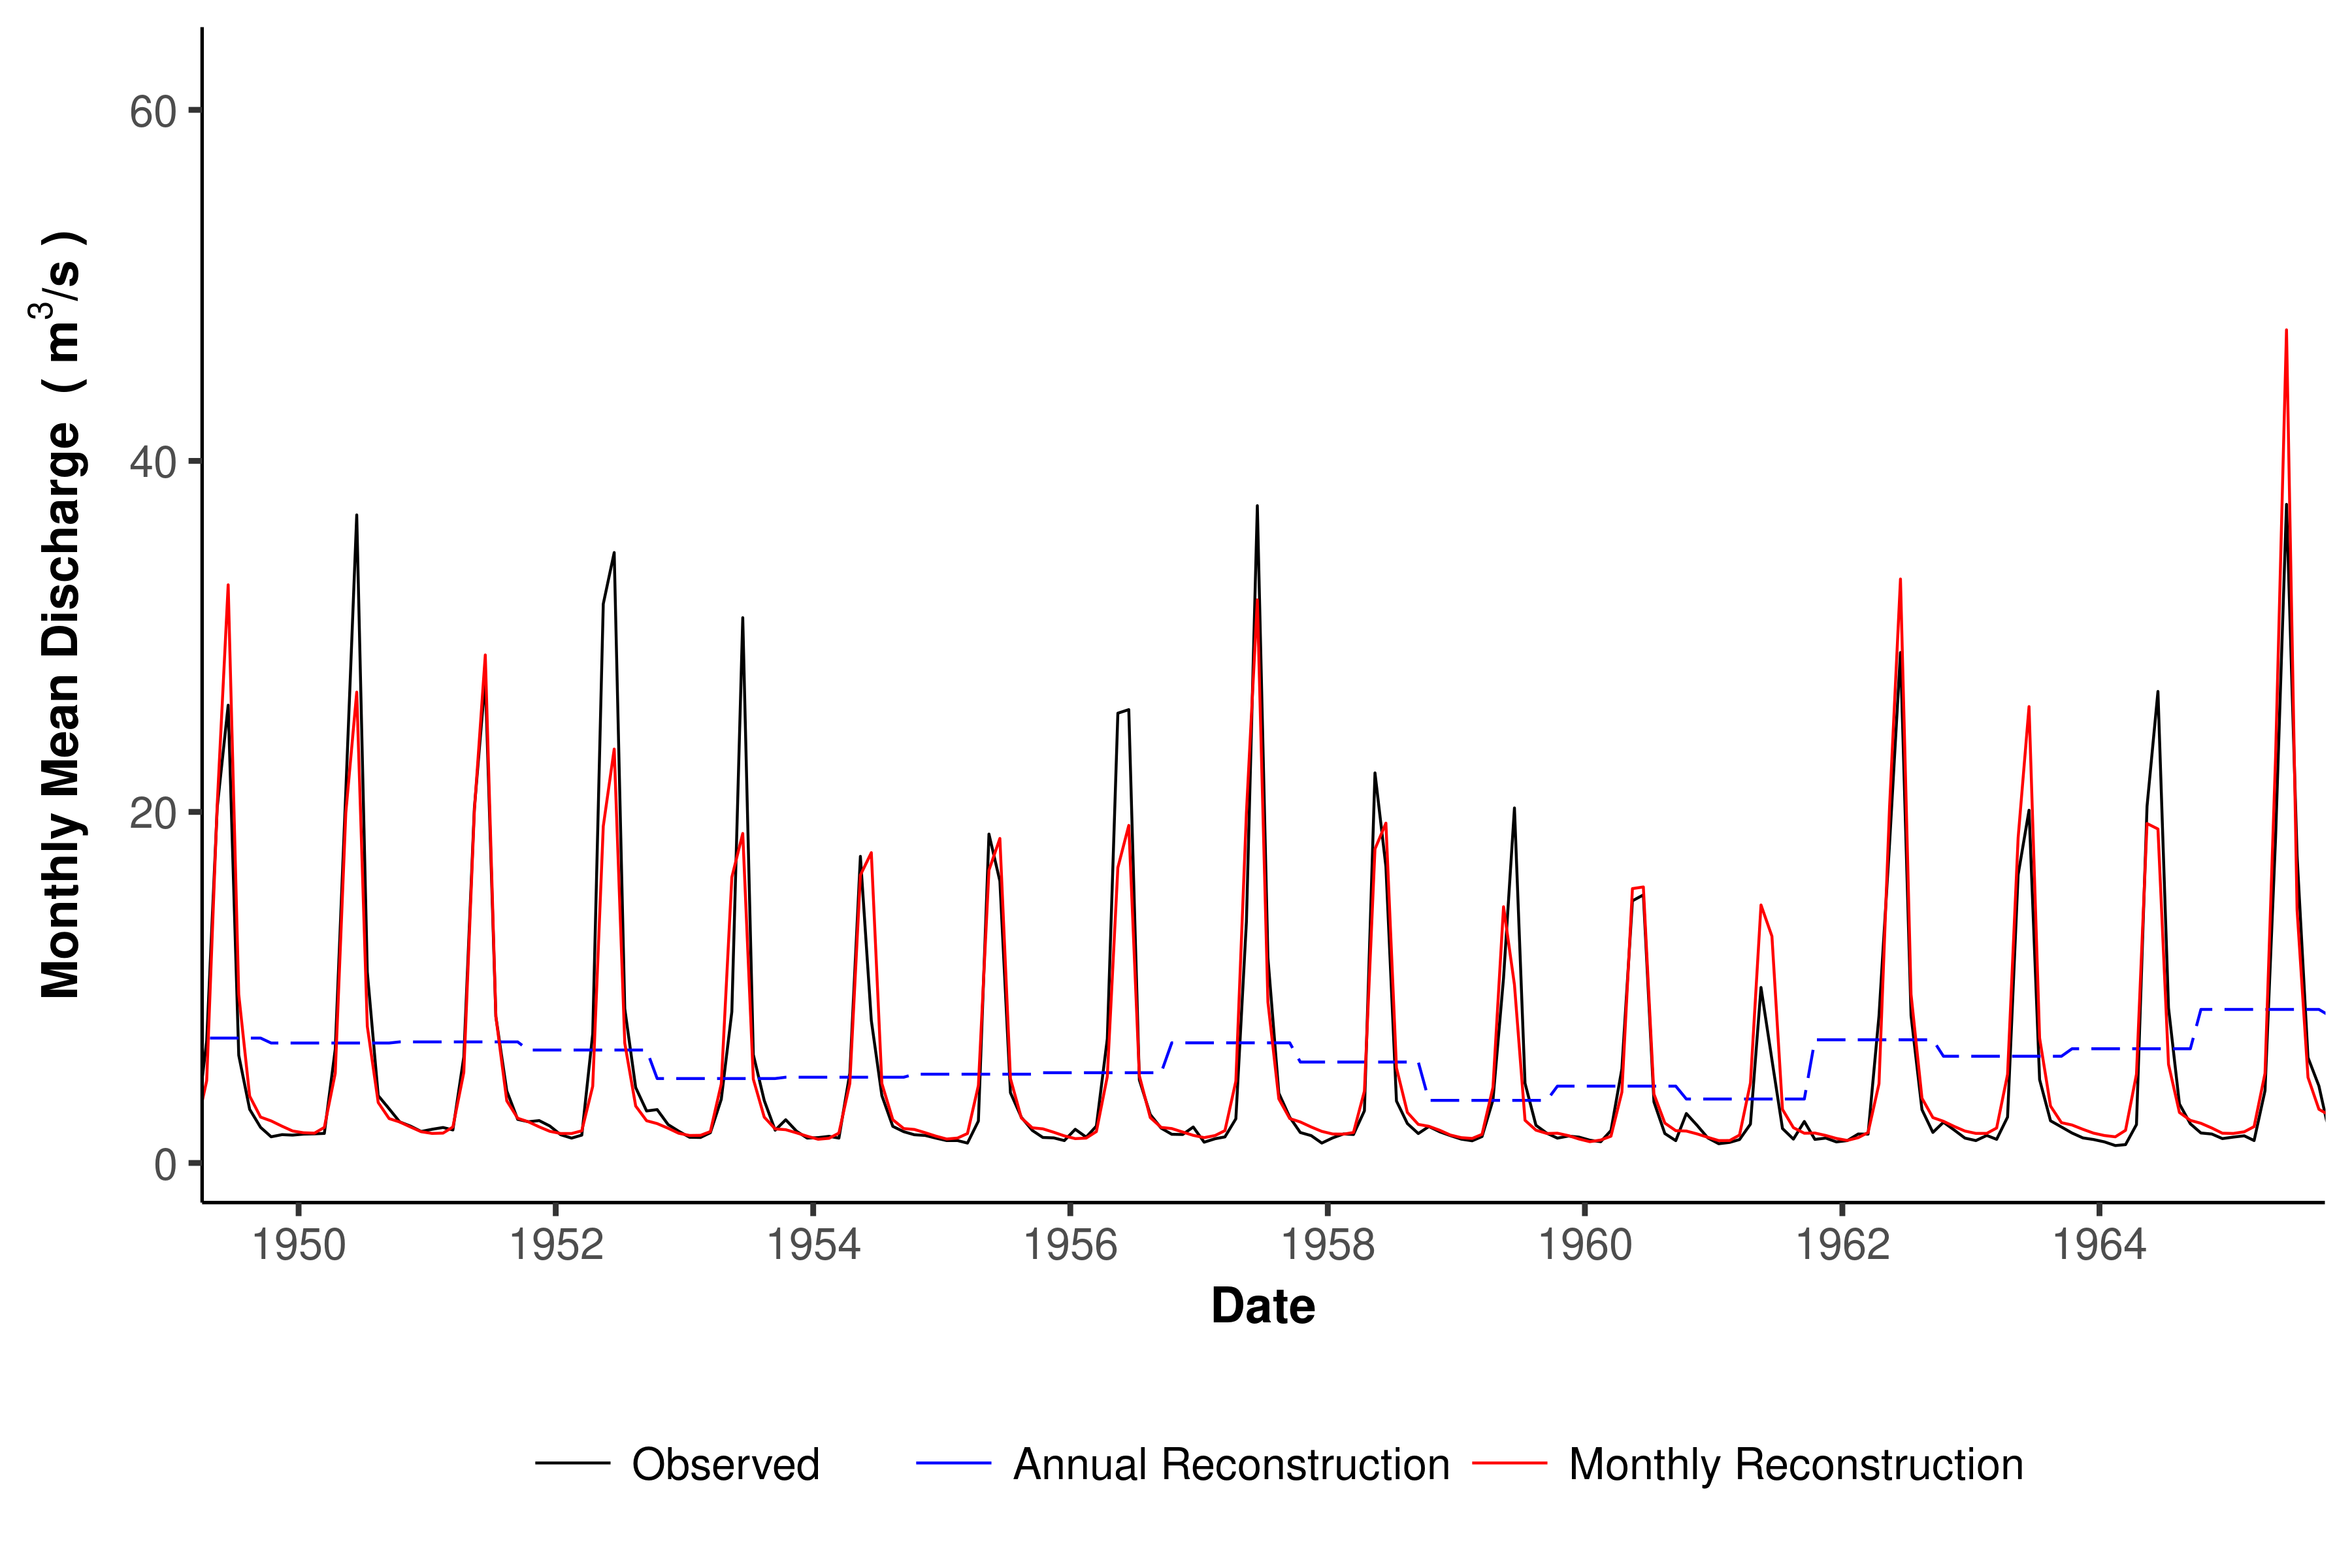 Monthly Mean Discharge ( m³/s )
60
40
20
0
1950 1952 1954 1956 1958 1960 1962 1964
Date
Observed Annual Reconstruction Monthly Reconstruction